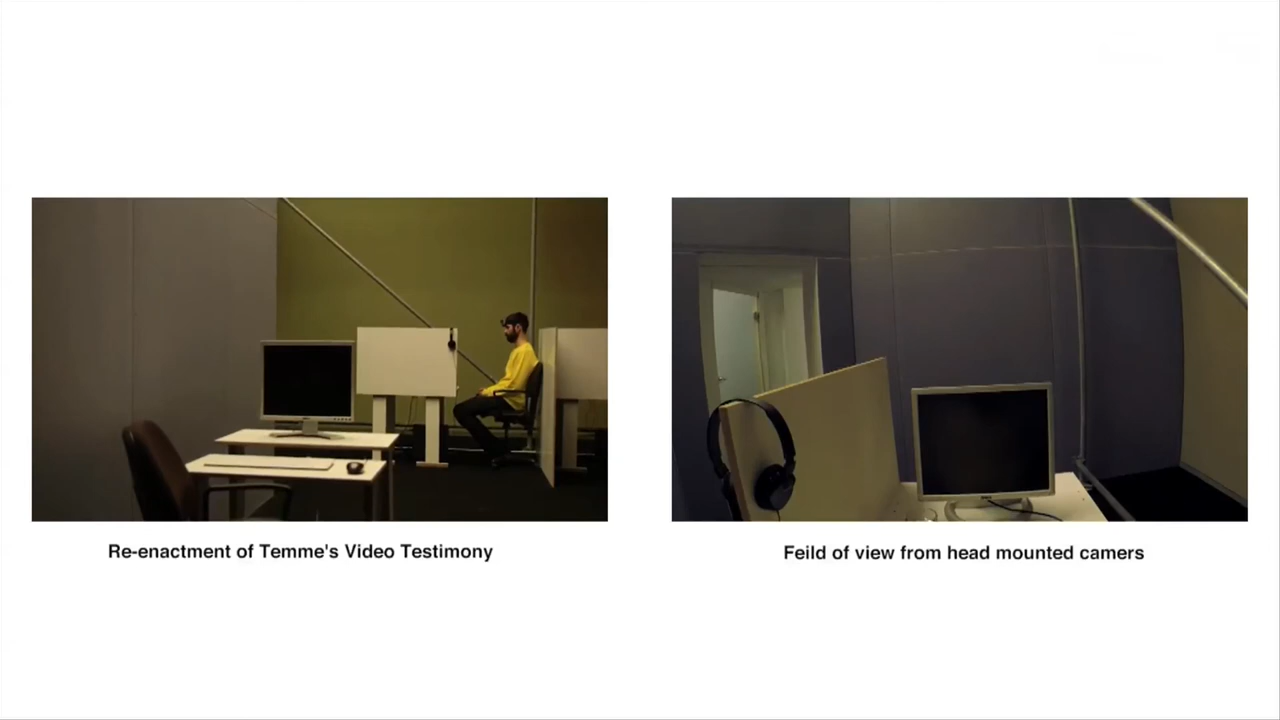 Re-enactment of Temme's Video Testimony
Feild of view from head mounted camers